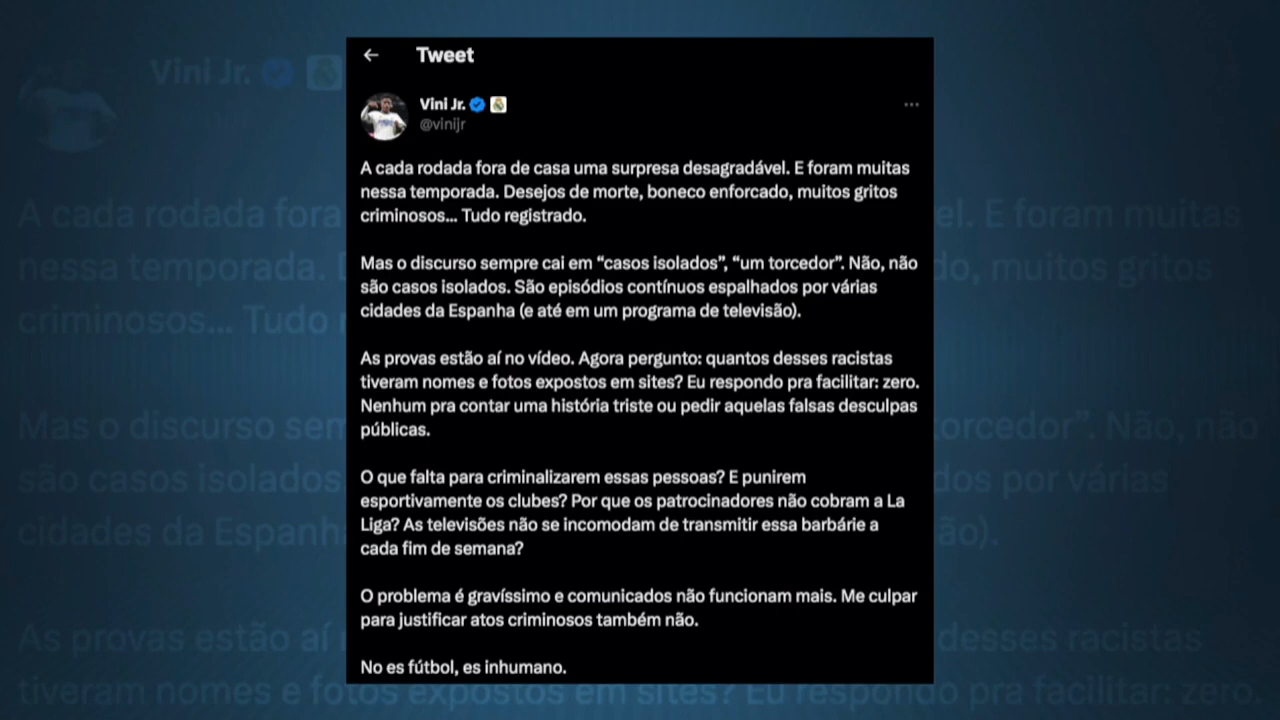 Tweet
Vini Jr.
@vinijr
A cada rodada fora de casa uma surpresa desagradável. E foram muitas
nessa temporada. Desejos de morte, boneco enforcado, muitos gritos
criminosos... Tudo registrado.
Mas o discurso sempre cai em “casos isolados”, “um torcedor”. Não, não
são casos isolados. São episódios contínuos espalhados por várias
cidades da Espanha (e até em um programa de televisão).
As provas estão aí no vídeo. Agora pergunto: quantos desses racistas
tiveram nomes e fotos expostos em sites? Eu respondo pra facilitar: zero.
Nenhum pra contar uma história triste ou pedir aquelas falsas desculpas
públicas.
O que falta para criminalizarem essas pessoas? E punirem
esportivamente os clubes? Por que os patrocinadores não cobram a La
Liga? As televisões não se incomodam de transmitir essa barbárie a
cada fim de semana?
O problema é gravíssimo e comunicados não funcionam mais. Me culpar
para justificar atos criminosos também não.
No es fútbol, es inhumano.